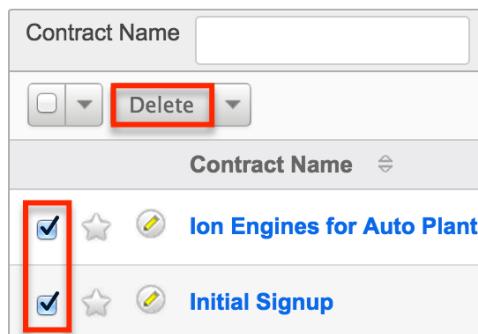 Contract Name
Delete
Contract Name
Ion Engines for Auto Plant
Initial Signup